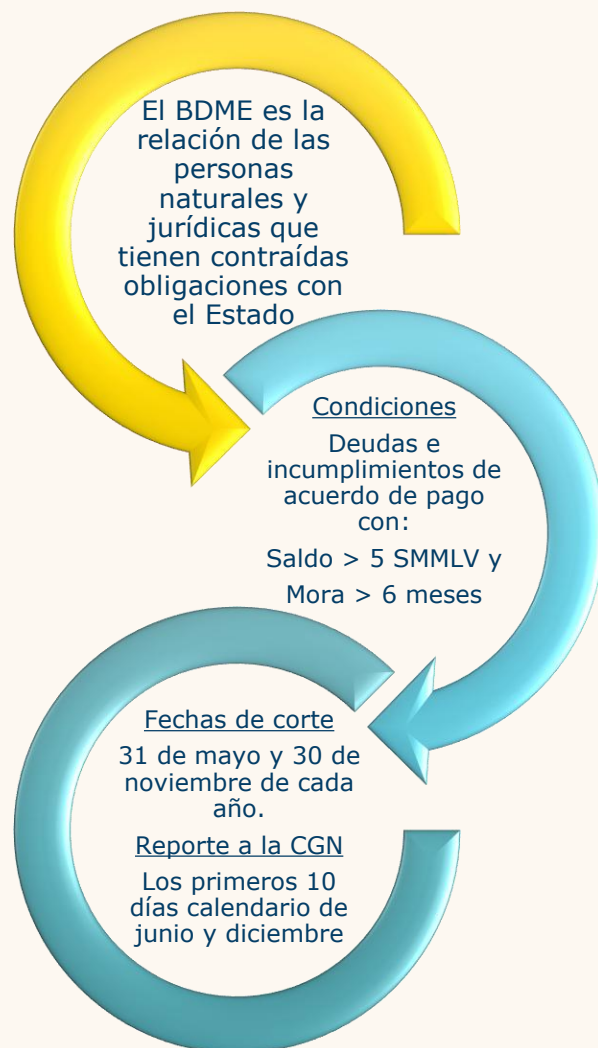 El BDME es la
relación de las
personas
naturales y
jurídicas que
tienen contraídas
obligaciones con
el Estado
Condiciones
Deudas e
incumplimientos de
acuerdo de pago
con:
Saldo > 5 SMMLV y
Mora > 6 meses
Fechas de corte
31 de mayo y 30 de
noviembre de cada
año.
Reporte a la CGN
Los primeros 10
días calendario de
junio y diciembre